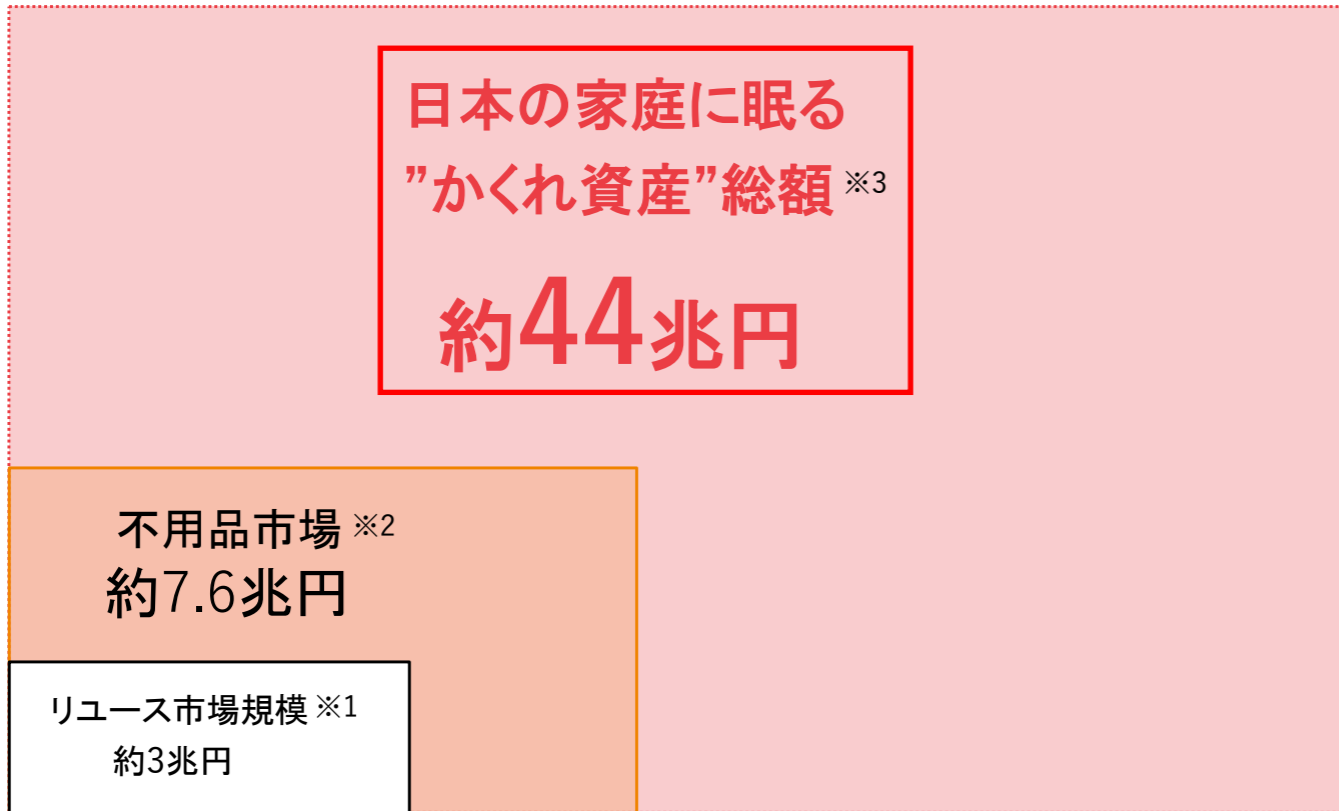 日本の家庭に眠る
”かくれ資産”総額 ※3
約44兆円
不用品市場 ※2
約7.6兆円
リユース市場規模 ※1
約3兆円